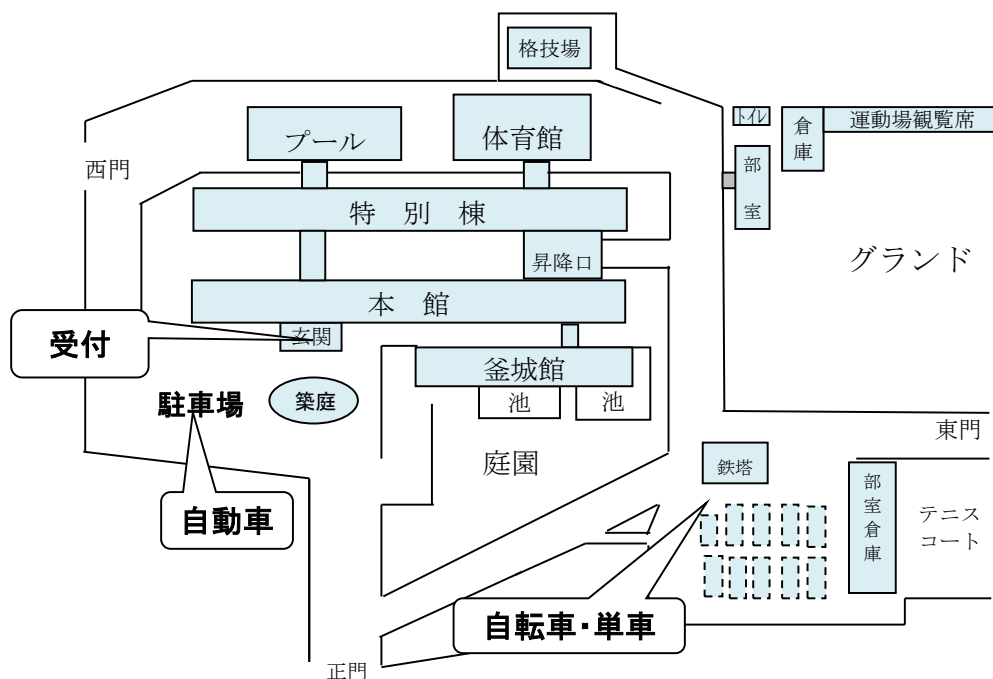 格技場
トイレ
倉庫
運動場観覧席
プール
体育館
西門
部室
特別棟
グランド
昇降口
本館
受付
玄関
釜城館
駐車場
築庭
池
池
東門
庭園
鉄塔
部室倉庫
テニス
コート
自動車
自転車・単車
正門